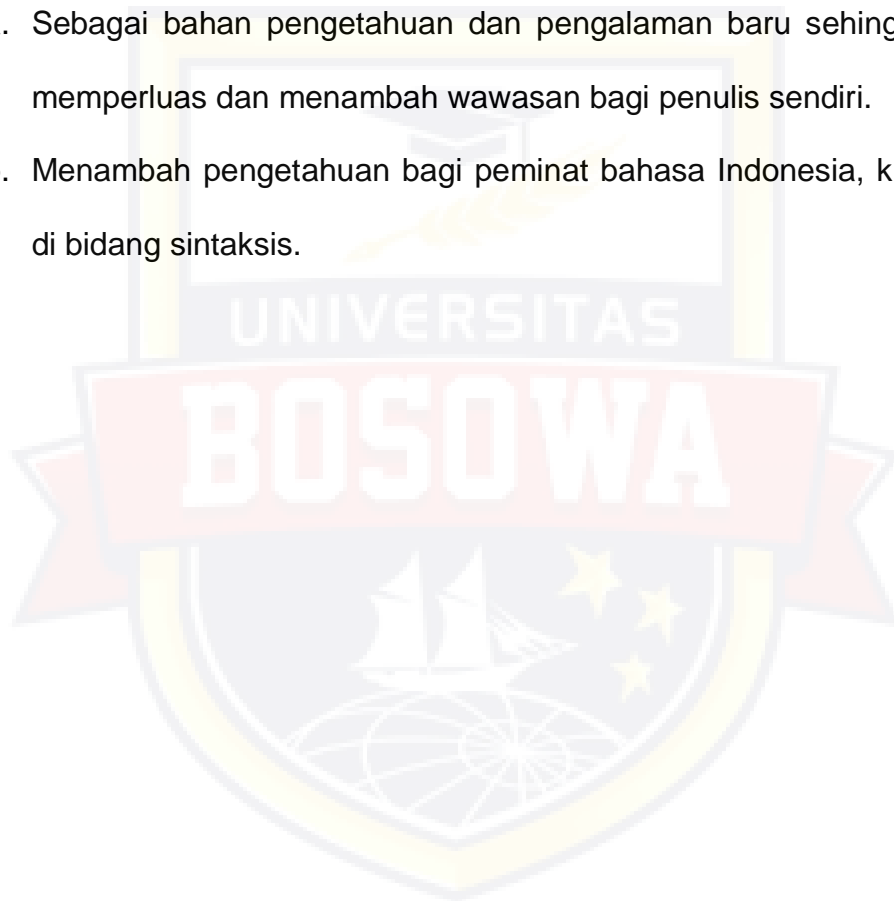 . Sebagai bahan pengetahuan dan pengalaman baru sehing
memperluas dan menambah wawasan bagi penulis sendiri.
. Menambah pengetahuan bagi peminat bahasa Indonesia, k
di bidang sintaksis.
UNIVERSITAS
BOSOWA